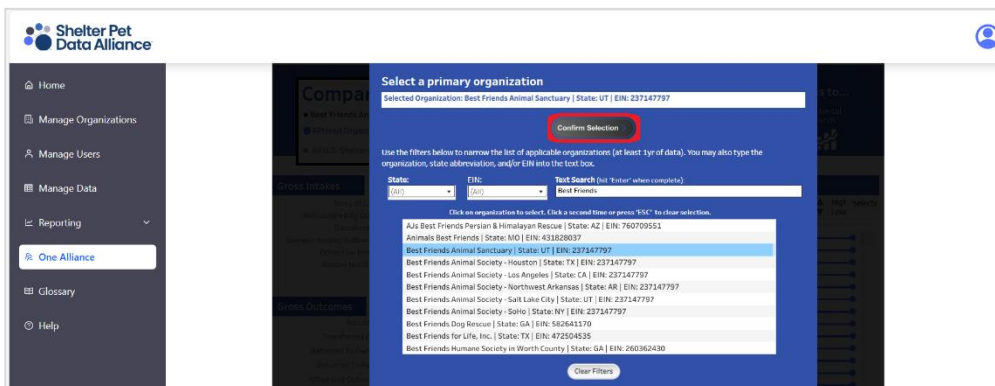 Shelter Pet
Data Alliance
Home
Manage Organizations
Manage Users
Manage Data
Reporting
One Alliance
Glossary
Help
Compa
Gross Intakes
Gross Outcomes
Select a primary organization
Selected Organization: Best Friends Animal Sanctuary | State: UT | EIN: 237147797
Confirm Selection
Use the filters below to narrow the list of applicable organizations (at least 1yr of data). You may also type the
organization, state abbreviation, and/or EIN into the text box.
State: EIN: Text Search (hit 'Enter' when complete)
(All) (All) Best Friends
Click on organization to select. Click a second time or press 'ESC' to clear selection.
AJs Best Friends Persian & Himalayan Rescue | State: AZ | EIN: 760709551
Animals Best Friends | State: MO | EIN: 431828037
Best Friends Animal Sanctuary | State: UT | EIN: 237147797
Best Friends Animal Society - Houston | State: TX | EIN: 237147797
Best Friends Animal Society - Los Angeles | State: CA | EIN: 237147797
Best Friends Animal Society - Northwest Arkansas | State: AR | EIN: 237147797
Best Friends Animal Society - Salt Lake City | State: UT | EIN: 237147797
Best Friends Animal Society - SoHo | State: NY | EIN: 237147797
Best Friends Dog Rescue | State: GA | EIN: 582641170
Best Friends for Life, Inc. | State: TX | EIN: 472504535
Best Friends Humane Society in Worth County | State: GA | EIN: 260362430
Clear Filters